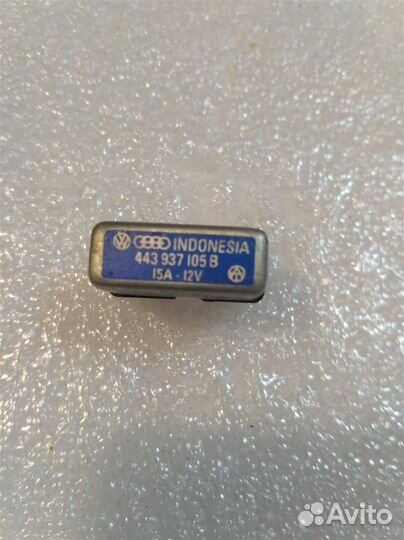 INDONESIA
443 937 105 B
15A - 12V
Avito